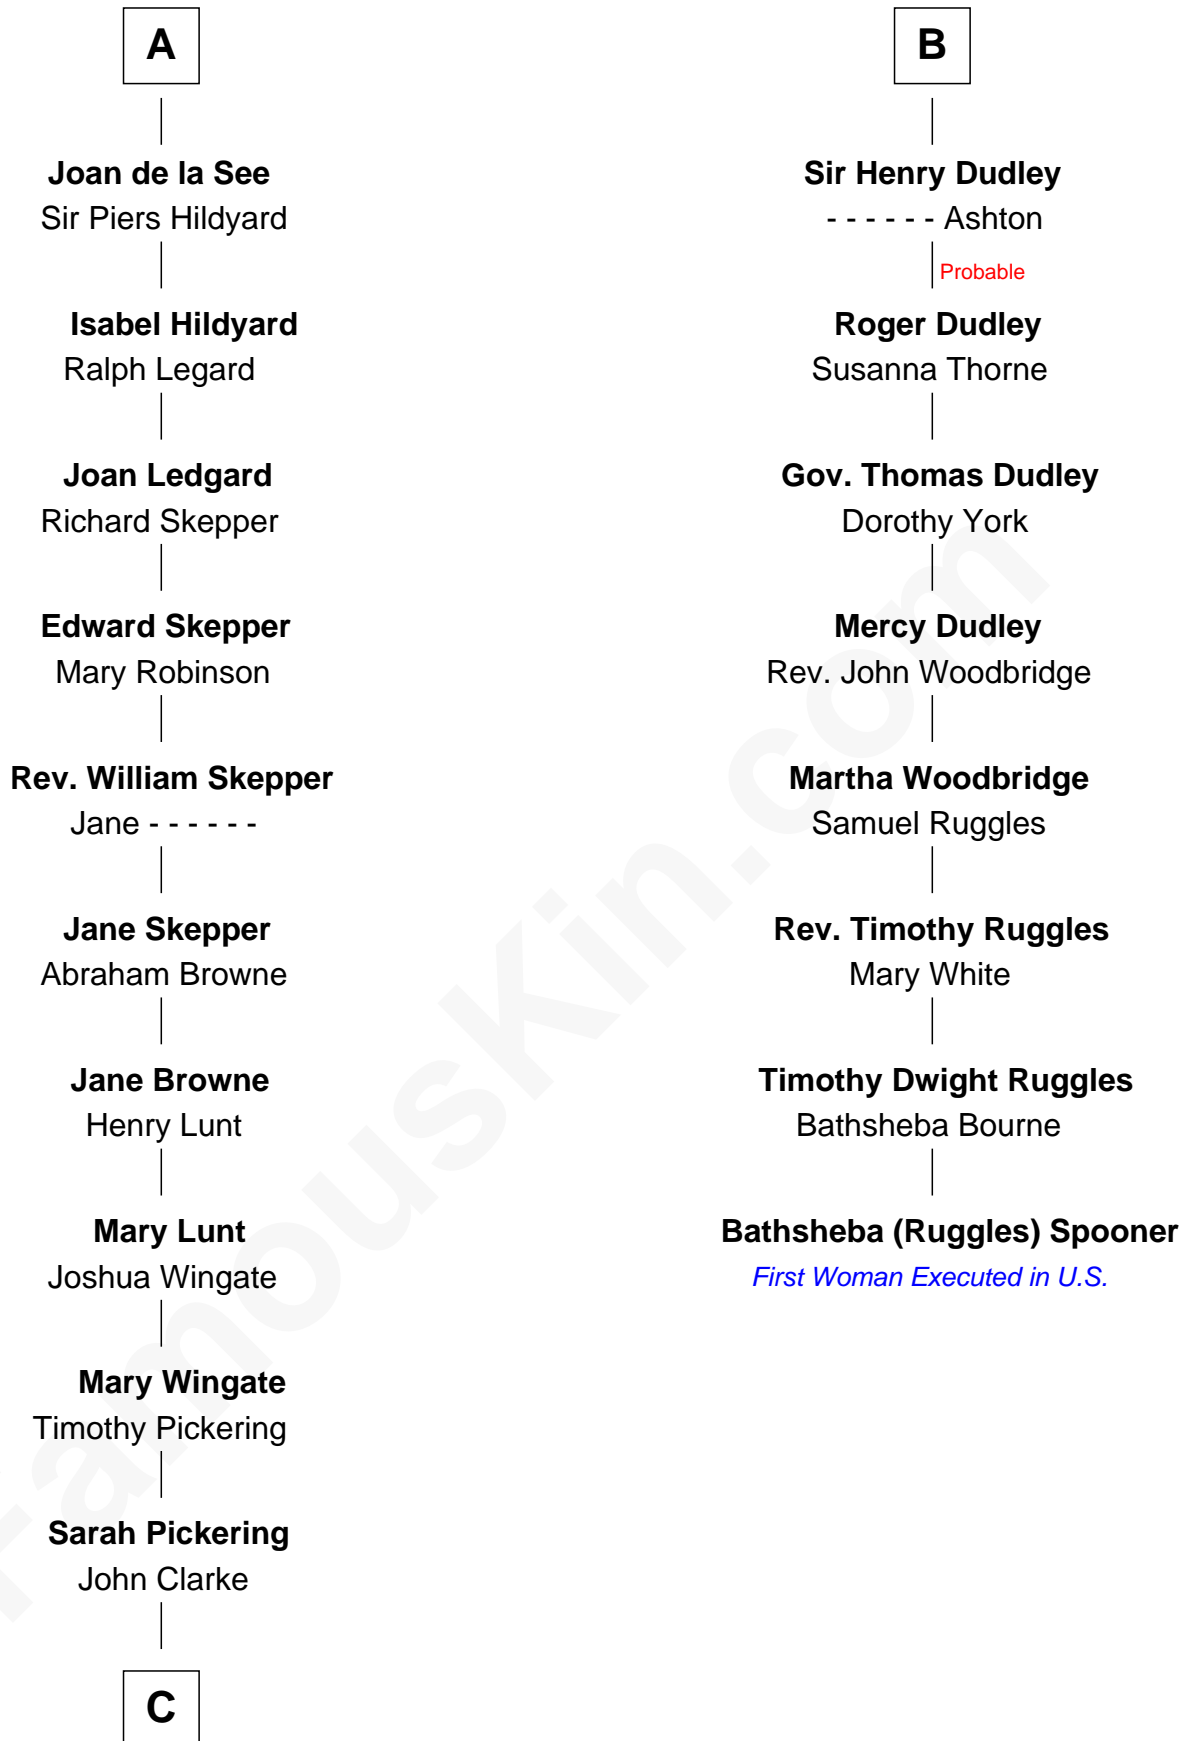 A
Joan de la See
Sir Piers Hildyard
Isabel Hildyard
Ralph Legard
Joan Ledgard
Richard Skepper
Edward Skepper
Mary Robinson
Rev. William Skepper
Jane - - - - - -
Jane Skepper
Abraham Browne
Jane Browne
Henry Lunt
Mary Lunt
Joshua Wingate
Mary Wingate
Timothy Pickering
Sarah Pickering
John Clarke
C
B
Sir Henry Dudley
- - - - - - Ashton
Probable
Roger Dudley
Susanna Thorne
Gov. Thomas Dudley
Dorothy York
Mercy Dudley
Rev. John Woodbridge
Martha Woodbridge
Samuel Ruggles
Rev. Timothy Ruggles
Mary White
Timothy Dwight Ruggles
Bathsheba Bourne
Bathsheba (Ruggles) Spooner
First Woman Executed in U.S.
FamousKin.com